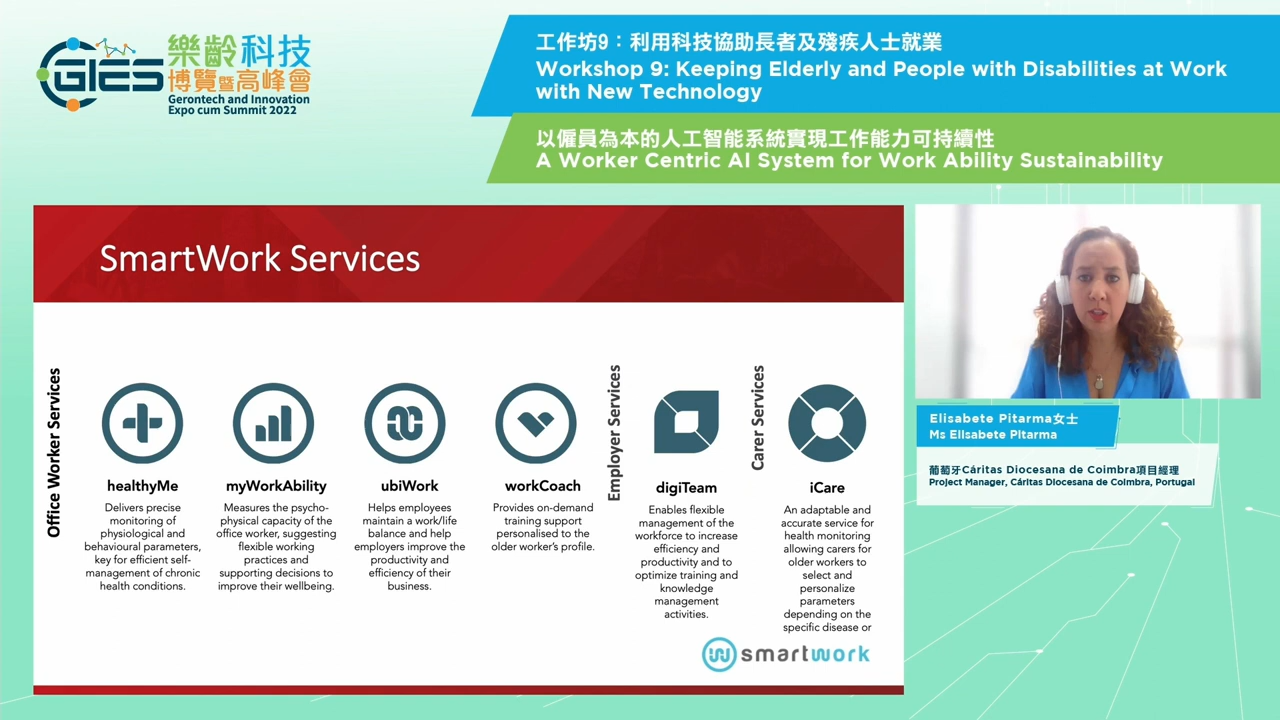 GIES
樂齡科技
博覽暨高峰會
Gerontech and Innovation
Expo cum Summit 2022
工作坊9：利用科技協助長者及殘疾人士就業
Workshop 9: Keeping Elderly and People with Disabilities at Work
with New Technology
以僱員為本的人工智能系統實現工作能力可持續性
A Worker Centric AI System for Work Ability Sustainability
SmartWork Services
Office Worker Services
healthyMe
Delivers precise
monitoring of
physiological and
behavioural parameters,
key for efficient self-
management of chronic
health conditions.
myWorkAbility
Measures the psycho-
physical capacity of the
office worker, suggesting
flexible working
practices and
supporting decisions to
improve their wellbeing.
ubiWork
Helps employees
maintain a work/life
balance and help
employers improve the
productivity and
efficiency of their
business.
workCoach
Provides on-demand
training support
personalised to the
older worker's profile.
Employer Services
digiTeam
Enables flexible
management of the
workforce to increase
efficiency and
productivity and to
optimize training and
knowledge
management
activities.
Carer Services
iCare
An adaptable and
accurate service for
health monitoring
allowing carers for
older workers to
select and
personalize
parameters
depending on the
specific disease or
smartwork
Elisabete Pitarma女士
Ms Elisabete Pitarma
葡萄牙Cáritas Diocesana de Coimbra項目經理
Project Manager, Cáritas Diocesana de Coimbra, Portugal